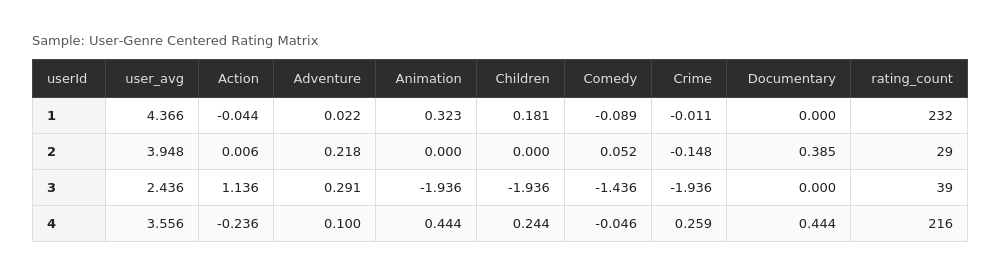 Sample: User-Genre Centered Rating Matrix
userId user_avg Action Adventure Animation Children Comedy Crime Documentary rating_count
1 4.366 -0.044 0.022 0.323 0.181 -0.089 -0.011 0.000 232
2 3.948 0.006 0.218 0.000 0.000 0.052 -0.148 0.385 29
3 2.436 1.136 0.291 -1.936 -1.936 -1.436 -1.936 0.000 39
4 3.556 -0.236 0.100 0.444 0.244 -0.046 0.259 0.444 216